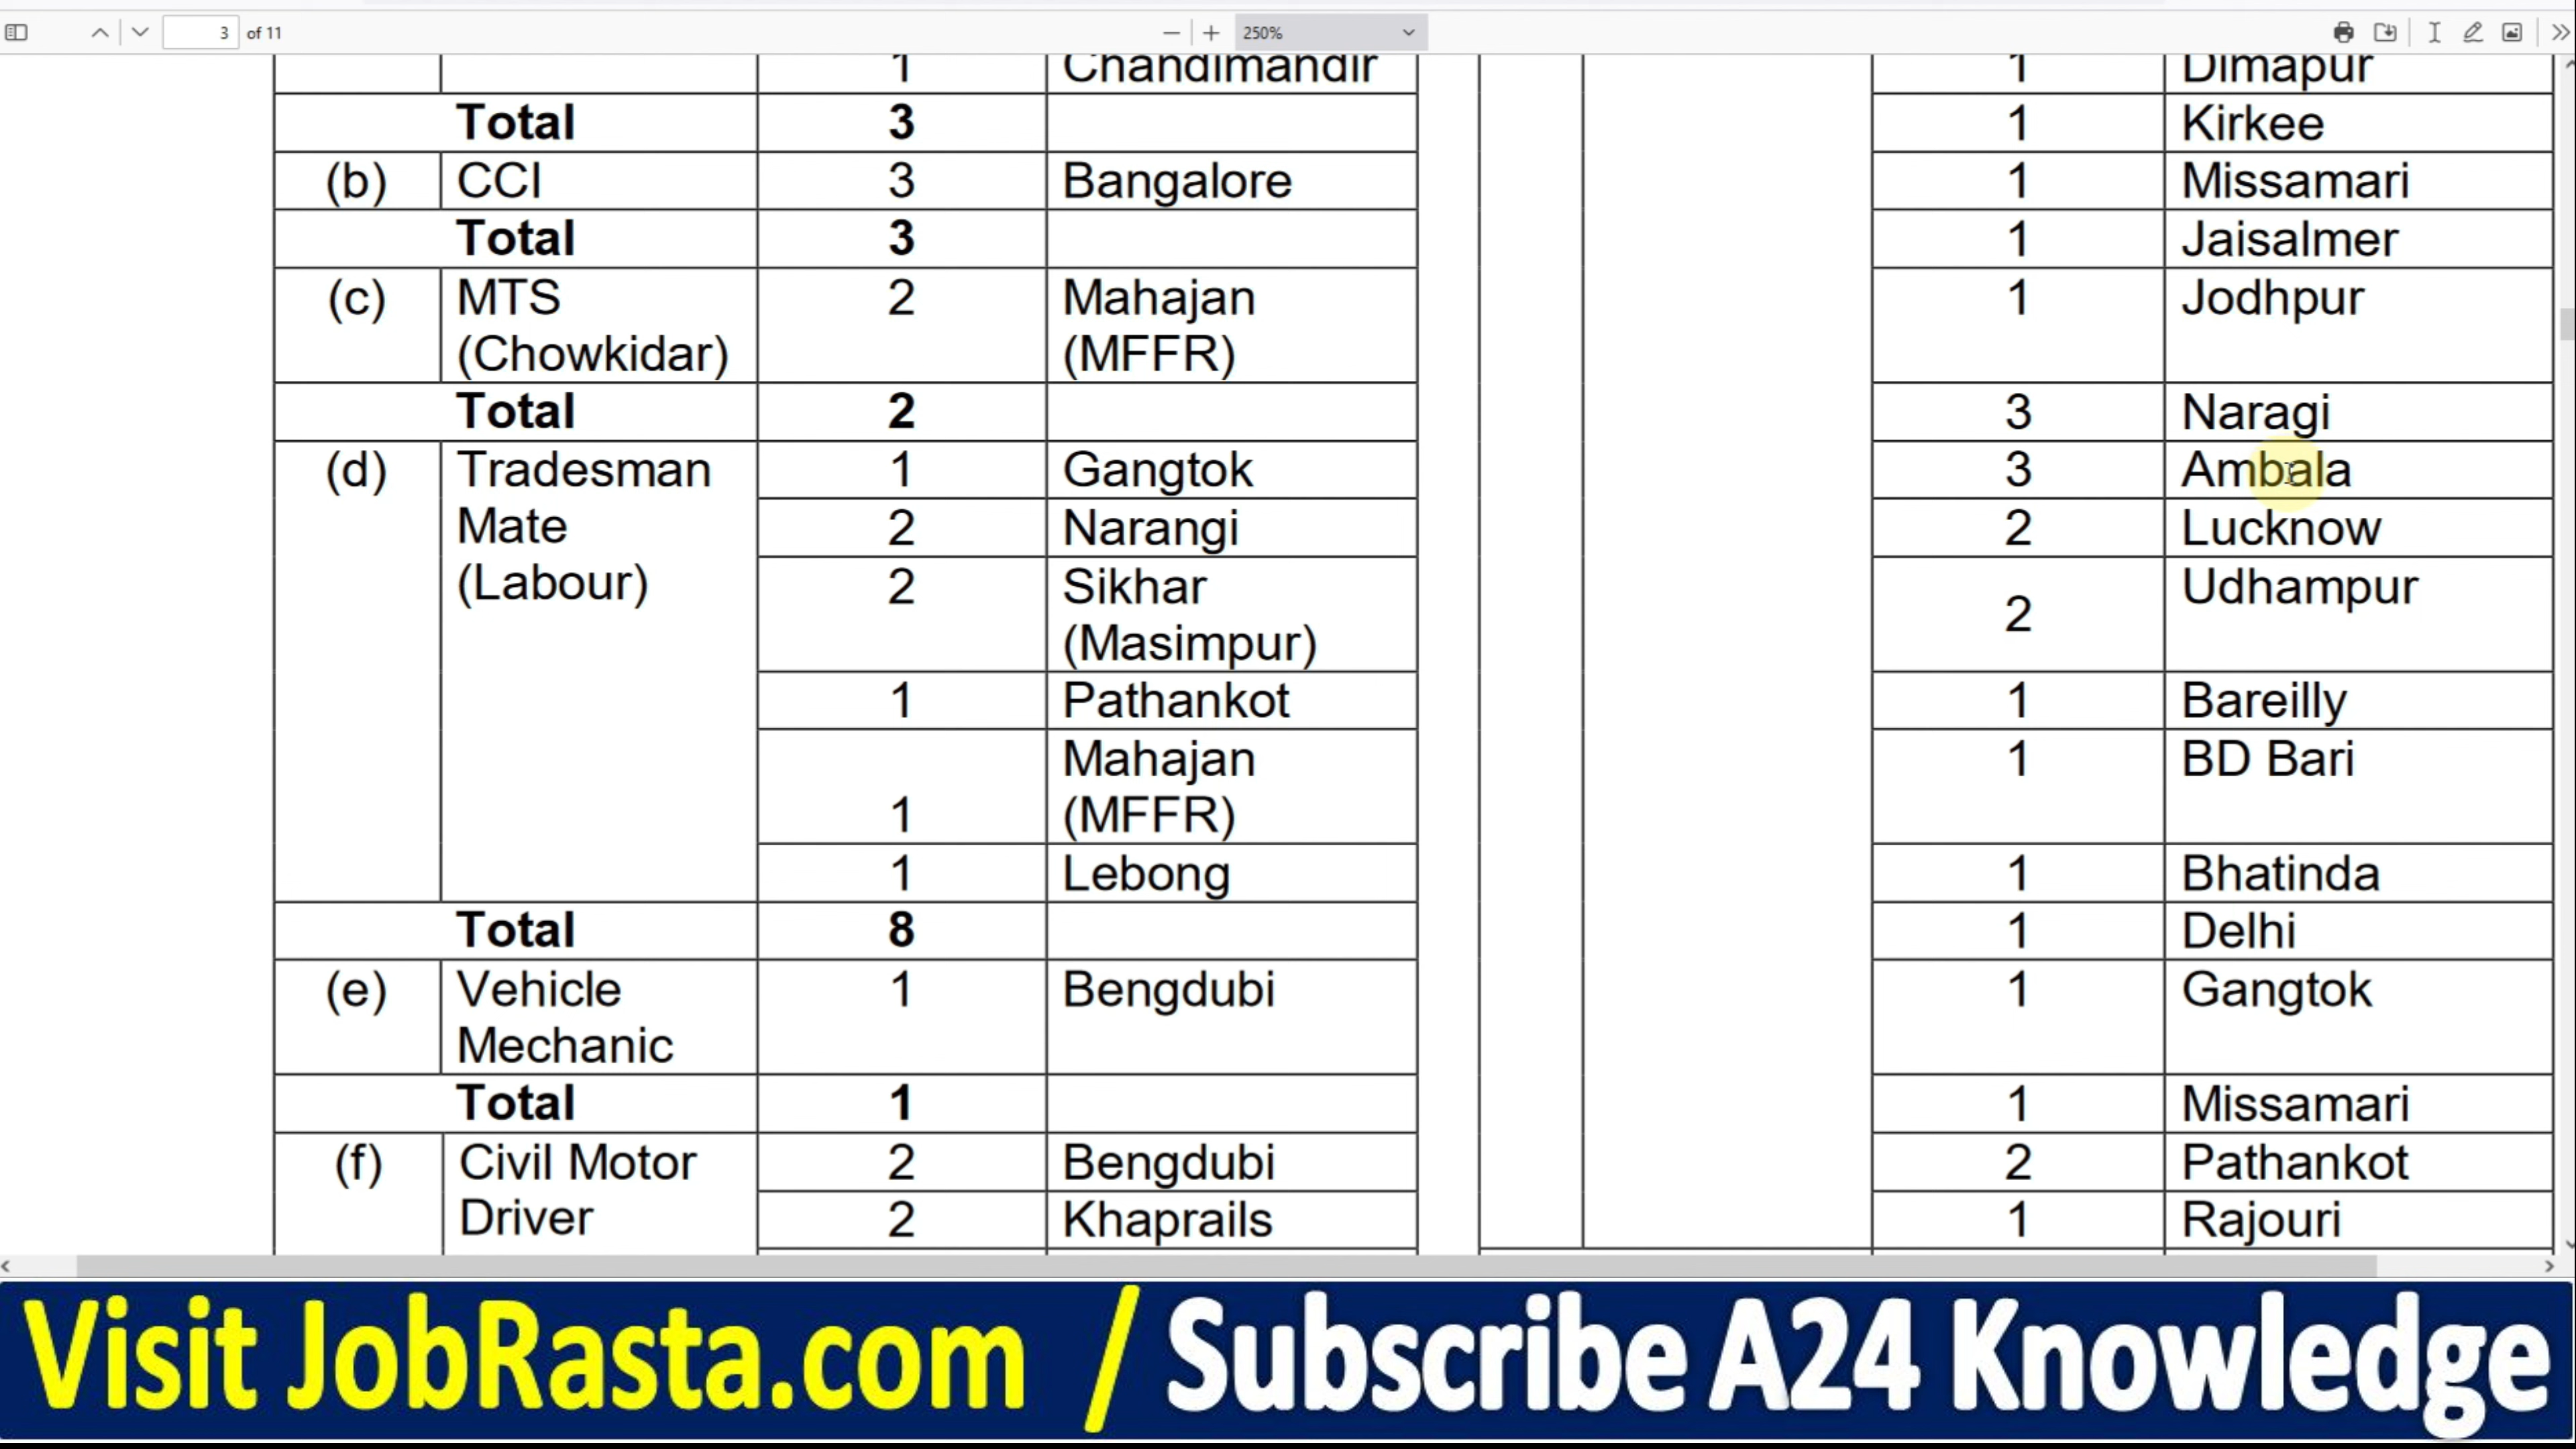 3 of 11 250%
1 Chandimandir
Total 3
(b) CCI 3 Bangalore
Total 3
(c) MTS 2 Mahajan
(Chowkidar) (MFFR)
Total 2
(d) Tradesman 1 Gangtok
Mate 2 Narangi
(Labour) 2 Sikhar
(Masimpur)
1 Pathankot
Mahajan
1 (MFFR)
1 Lebong
Total 8
(e) Vehicle 1 Bengdubi
Mechanic
Total 1
(f) Civil Motor 2 Bengdubi
Driver 2 Khaprails
1 Dimapur
1 Kirkee
1 Missamari
1 Jaisalmer
1 Jodhpur
3 Naragi
3 Ambala
2 Lucknow
2 Udhampur
1 Bareilly
1 BD Bari
1 Bhatinda
1 Delhi
1 Gangtok
1 Missamari
2 Pathankot
1 Rajouri
Visit JobRasta.com / Subscribe A24 Knowledge